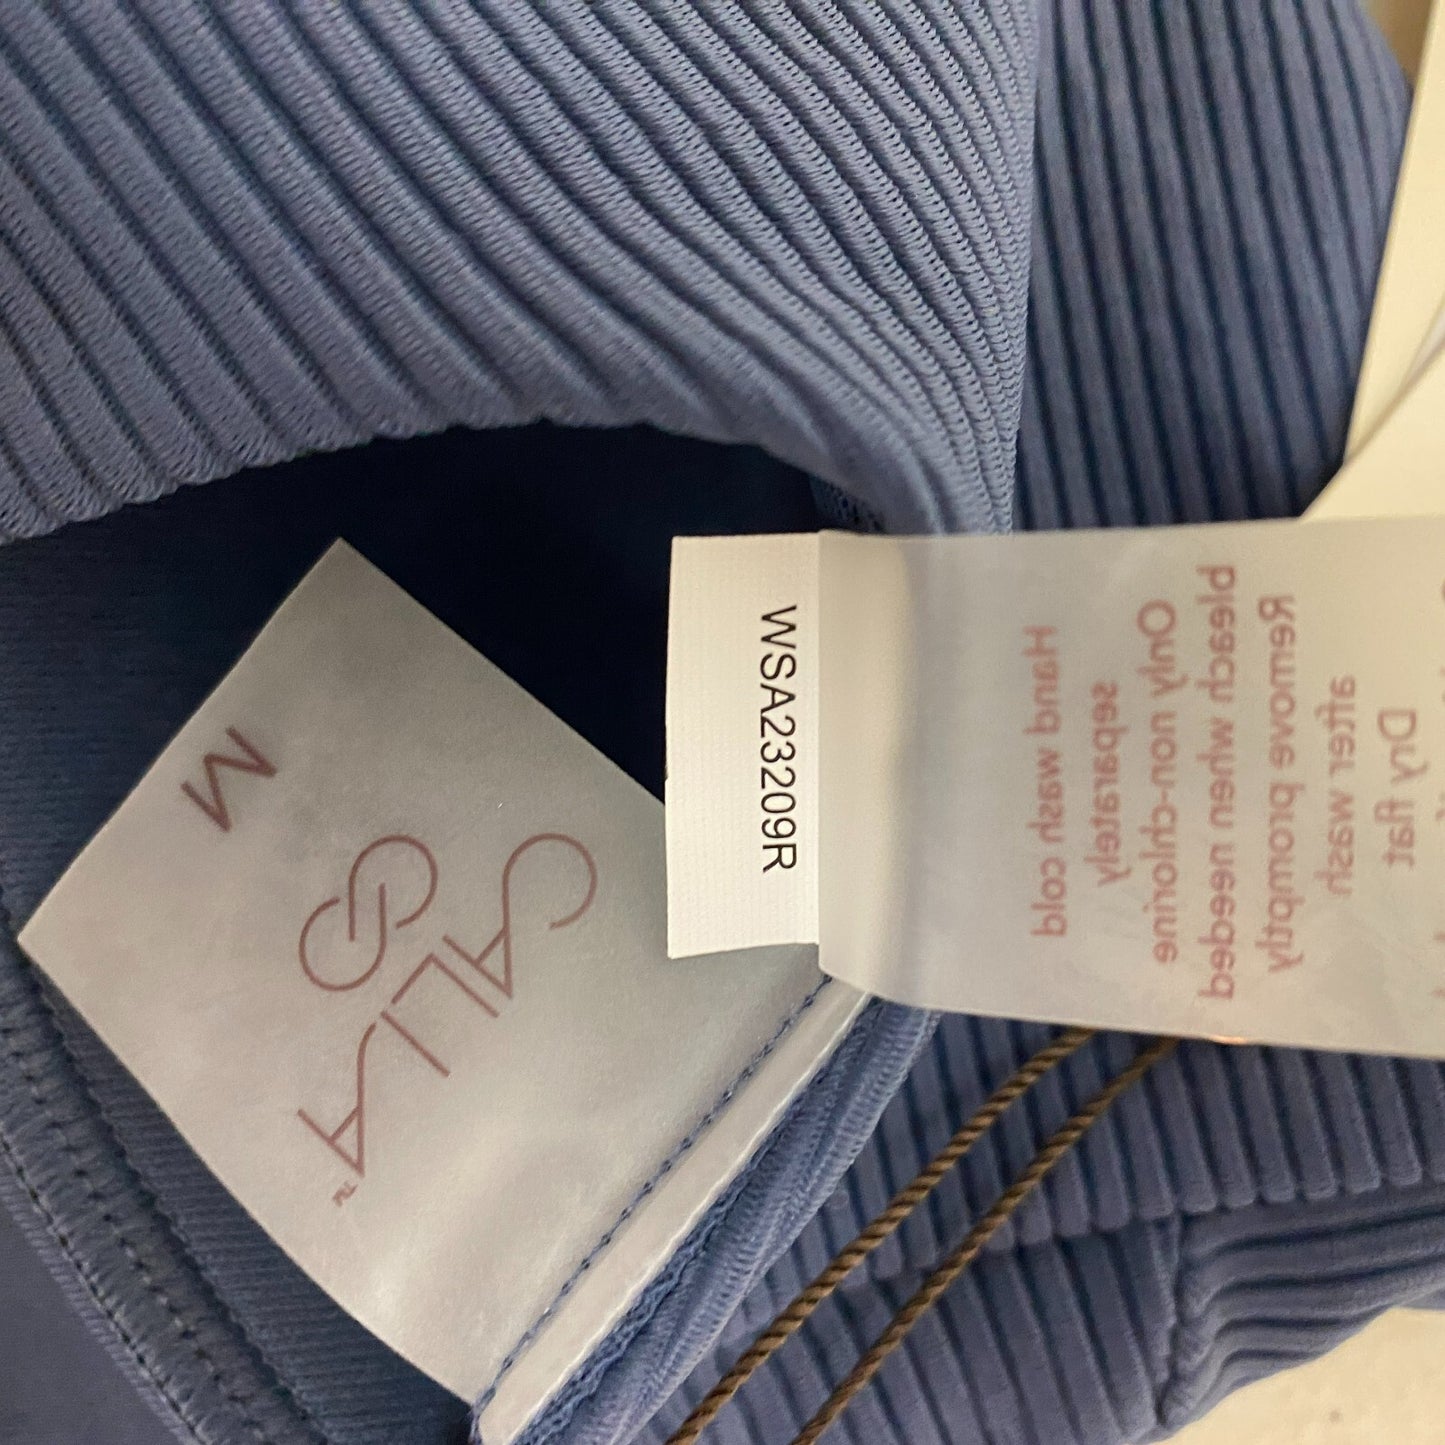 CALIA
M
WSA23209R
Hand wash cold
separately
Only non-chlorine
bleach when needed
Remove promptly
after wash
Dry flat